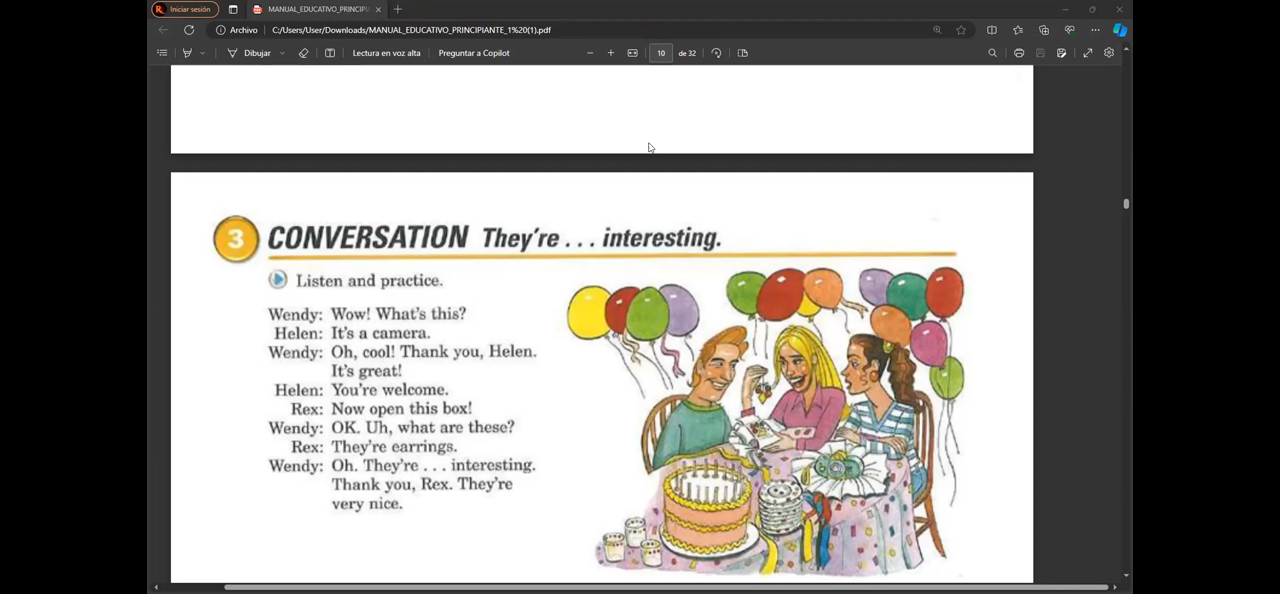 Iniciar sesión
MANUAL_EDUCATIVO_PRINCIPI
Archivo C:/Users/User/Downloads/MANUAL_EDUCATIVO_PRINCIPIANTE_1%20(1).pdf
Dibujar Lectura en voz alta Preguntar a Copilot 10 de 32
3 CONVERSATION They're . . . interesting.
Listen and practice.
Wendy: Wow! What's this?
Helen: It's a camera.
Wendy: Oh, cool! Thank you, Helen.
It's great!
Helen: You're welcome.
Rex: Now open this box!
Wendy: OK. Uh, what are these?
Rex: They're earrings.
Wendy: Oh. They're . . . interesting.
Thank you, Rex. They're
very nice.